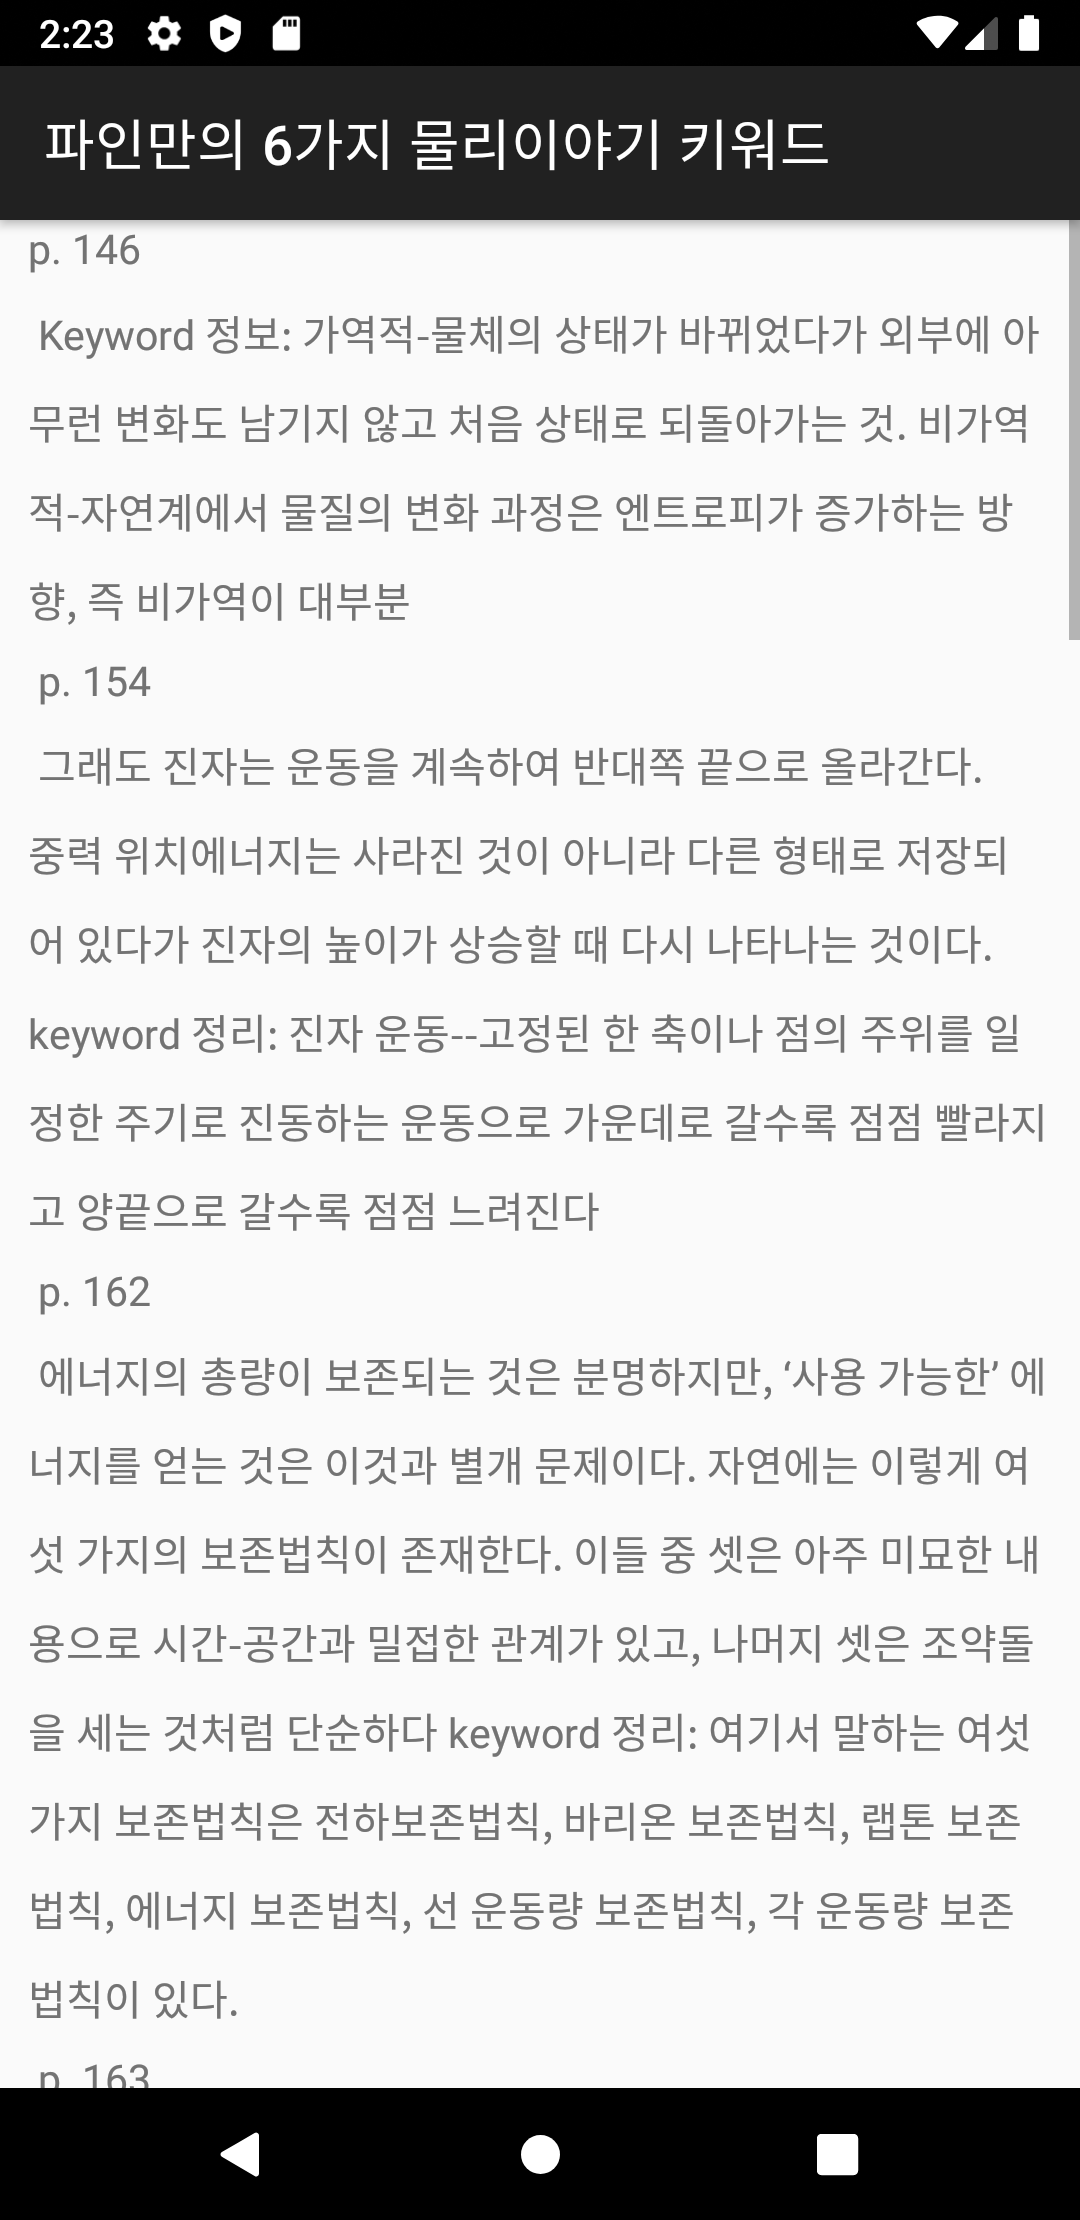 2:23
파인만의 6가지 물리이야기 키워드
p. 146
Keyword 정보: 가역적-물체의 상태가 바뀌었다가 외부에 아
무런 변화도 남기지 않고 처음 상태로 되돌아가는 것. 비가역
적-자연계에서 물질의 변화 과정은 엔트로피가 증가하는 방
향, 즉 비가역이 대부분
p. 154
그래도 진자는 운동을 계속하여 반대쪽 끝으로 올라간다.
중력 위치에너지는 사라진 것이 아니라 다른 형태로 저장되
어 있다가 진자의 높이가 상승할 때 다시 나타나는 것이다.
keyword 정리: 진자 운동--고정된 한 축이나 점의 주위를 일
정한 주기로 진동하는 운동으로 가운데로 갈수록 점점 빨라지
고 양끝으로 갈수록 점점 느려진다
p. 162
에너지의 총량이 보존되는 것은 분명하지만, ‘사용 가능한’ 에
너지를 얻는 것은 이것과 별개 문제이다. 자연에는 이렇게 여
섯 가지의 보존법칙이 존재한다. 이들 중 셋은 아주 미묘한 내
용으로 시간-공간과 밀접한 관계가 있고, 나머지 셋은 조약돌
을 세는 것처럼 단순하다 keyword 정리: 여기서 말하는 여섯
가지 보존법칙은 전하보존법칙, 바리온 보존법칙, 랩톤 보존
법칙, 에너지 보존법칙, 선 운동량 보존법칙, 각 운동량 보존
법칙이 있다.
p. 163